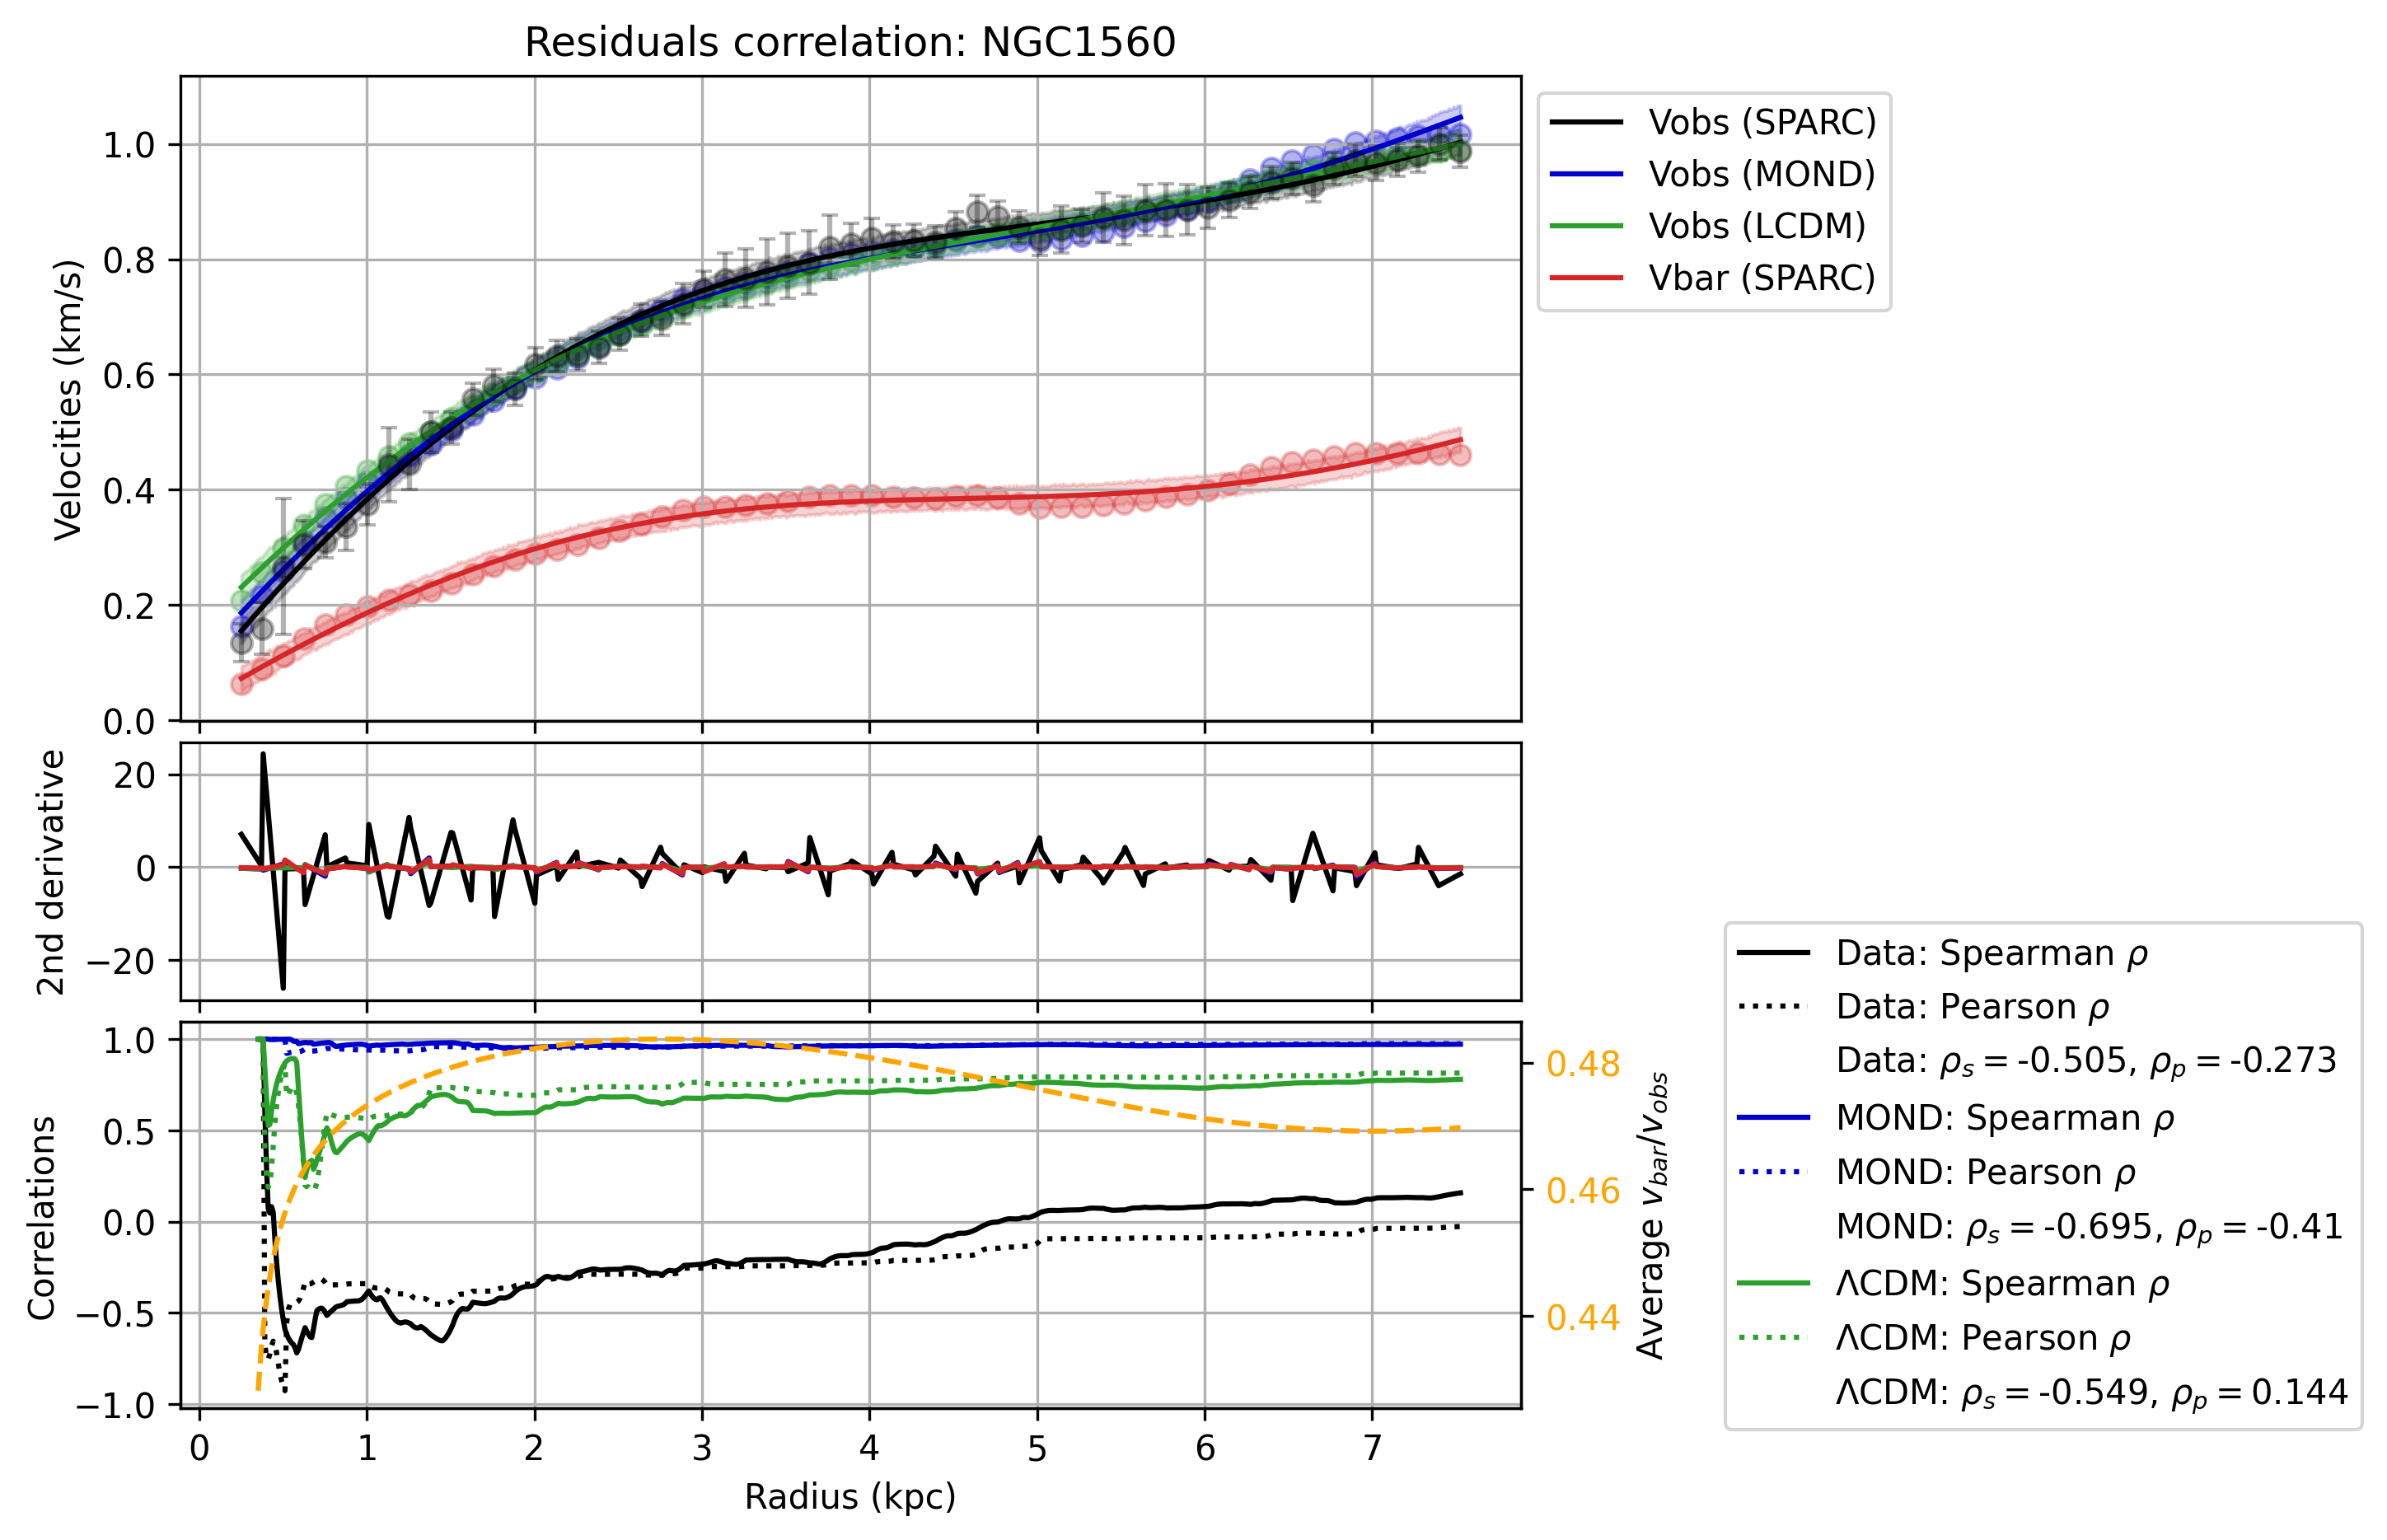 Residuals correlation: NGC1560
Velocities (km/s)
1.0
0.8
0.6
0.4
0.2
0.0
Vobs (SPARC)
Vobs (MOND)
Vobs (LCDM)
Vbar (SPARC)
2nd derivative
20
0
−20
Correlations
1.0
0.5
0.0
−0.5
−1.0
0.48
0.46
0.44
Average v_bar/v_obs
0 1 2 3 4 5 6 7
Radius (kpc)
Data: Spearman ρ
Data: Pearson ρ
Data: ρ_s = -0.505, ρ_p = -0.273
MOND: Spearman ρ
MOND: Pearson ρ
MOND: ρ_s = -0.695, ρ_p = -0.41
ΛCDM: Spearman ρ
ΛCDM: Pearson ρ
ΛCDM: ρ_s = -0.549, ρ_p = 0.144